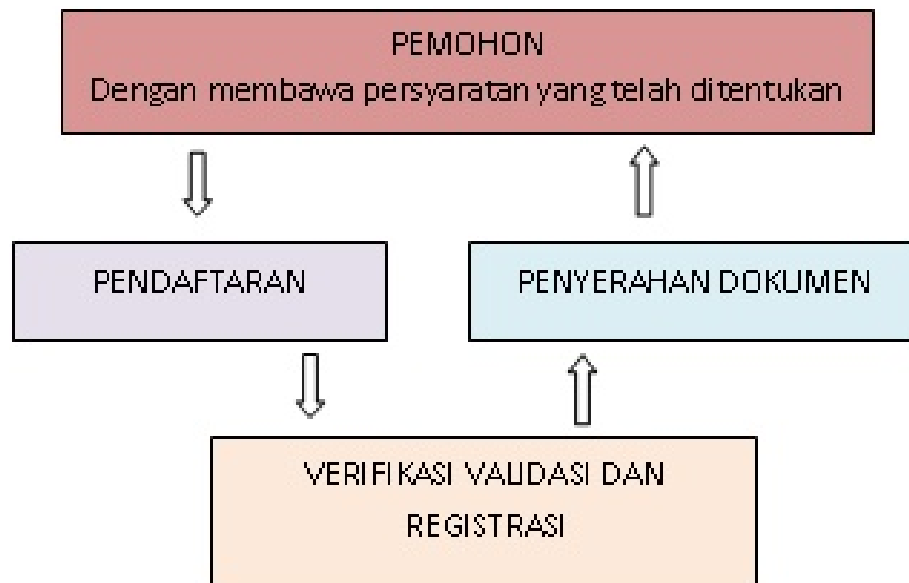 PEMOHON
Dengan membawa persyaratan yang telah ditentukan
PENDAFTARAN
PENYERAHAN DOKUMEN
VERIFIKASI VALIDASI DAN
REGISTRASI